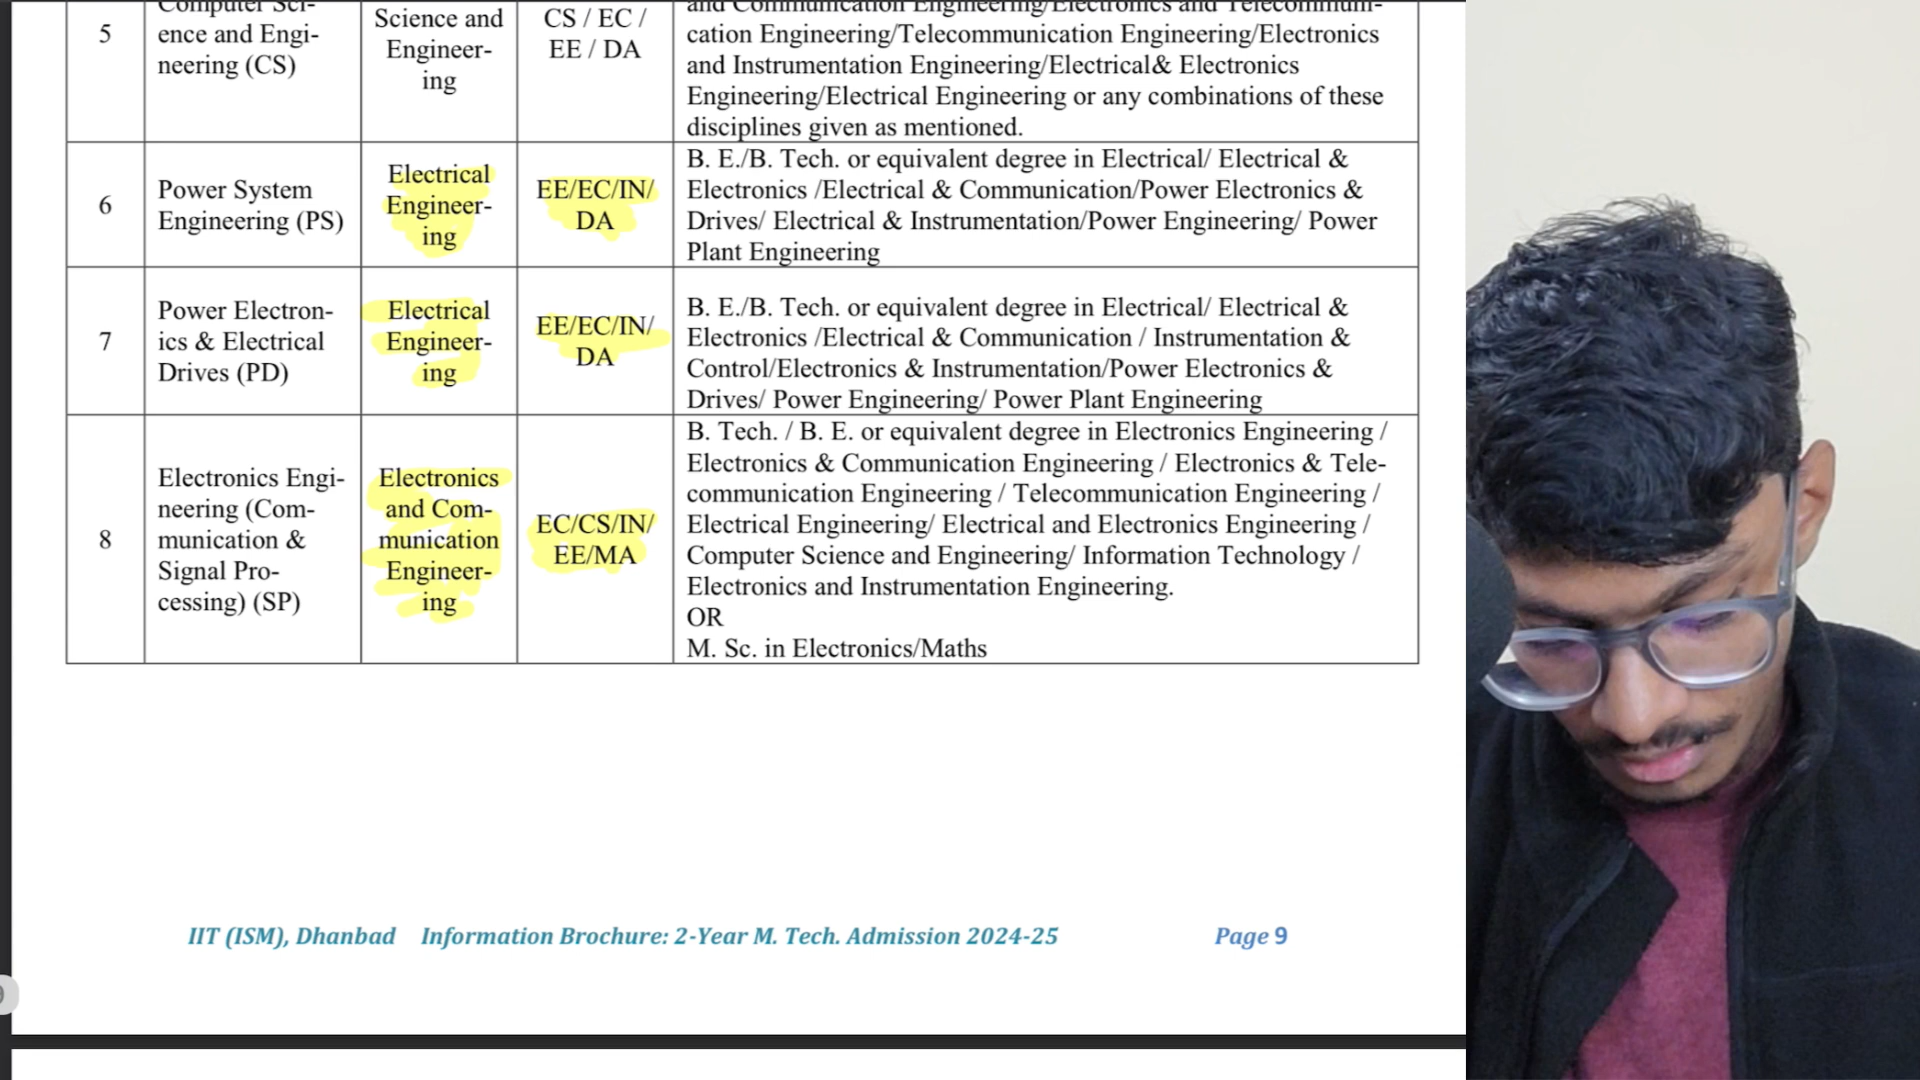 5
Computer Sci-
ence and Engi-
neering (CS)
Science and
Engineer-
ing
CS / EC /
EE / DA
and Communication Engineering/Electronics and Telecommuni-
cation Engineering/Telecommunication Engineering/Electronics
and Instrumentation Engineering/Electrical& Electronics
Engineering/Electrical Engineering or any combinations of these
disciplines given as mentioned.
6
Power System
Engineering (PS)
Electrical
Engineer-
ing
EE/EC/IN/
DA
B. E./B. Tech. or equivalent degree in Electrical/ Electrical &
Electronics /Electrical & Communication/Power Electronics &
Drives/ Electrical & Instrumentation/Power Engineering/ Power
Plant Engineering
7
Power Electron-
ics & Electrical
Drives (PD)
Electrical
Engineer-
ing
EE/EC/IN/
DA
B. E./B. Tech. or equivalent degree in Electrical/ Electrical &
Electronics /Electrical & Communication / Instrumentation &
Control/Electronics & Instrumentation/Power Electronics &
Drives/ Power Engineering/ Power Plant Engineering
8
Electronics Engi-
neering (Com-
munication &
Signal Pro-
cessing) (SP)
Electronics
and Com-
munication
Engineer-
ing
EC/CS/IN/
EE/MA
B. Tech. / B. E. or equivalent degree in Electronics Engineering /
Electronics & Communication Engineering / Electronics & Tele-
communication Engineering / Telecommunication Engineering /
Electrical Engineering/ Electrical and Electronics Engineering /
Computer Science and Engineering/ Information Technology /
Electronics and Instrumentation Engineering.
OR
M. Sc. in Electronics/Maths
IIT (ISM), Dhanbad Information Brochure: 2-Year M. Tech. Admission 2024-25 Page 9